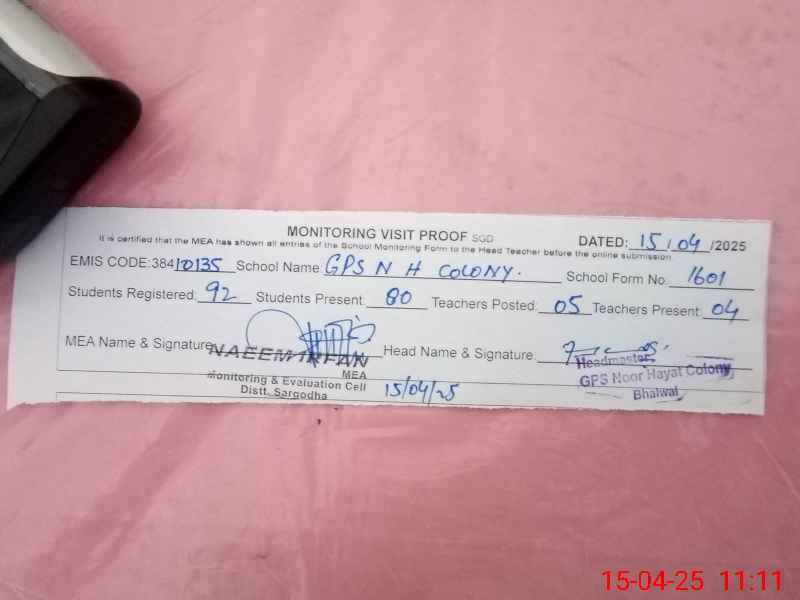 MONITORING VISIT PROOF SGD
DATED: 15/04/2025
It is certified that the MEA has shown all entries of the School Monitoring Form to the Head Teacher before the online submission
EMIS CODE:38410135 School Name: GPS N H COLONY. School Form No. 1601
Students Registered: 92 Students Present: 80 Teachers Posted: 05 Teachers Present: 04
MEA Name & Signature Head Name & Signature:
NAEEM IRFAN
MEA
Monitoring & Evaluation Cell
Distt. Sargodha
15/04/25
Headmaster
GPS Noor Hayat Colony
Bhalwal
15-04-25 11:11